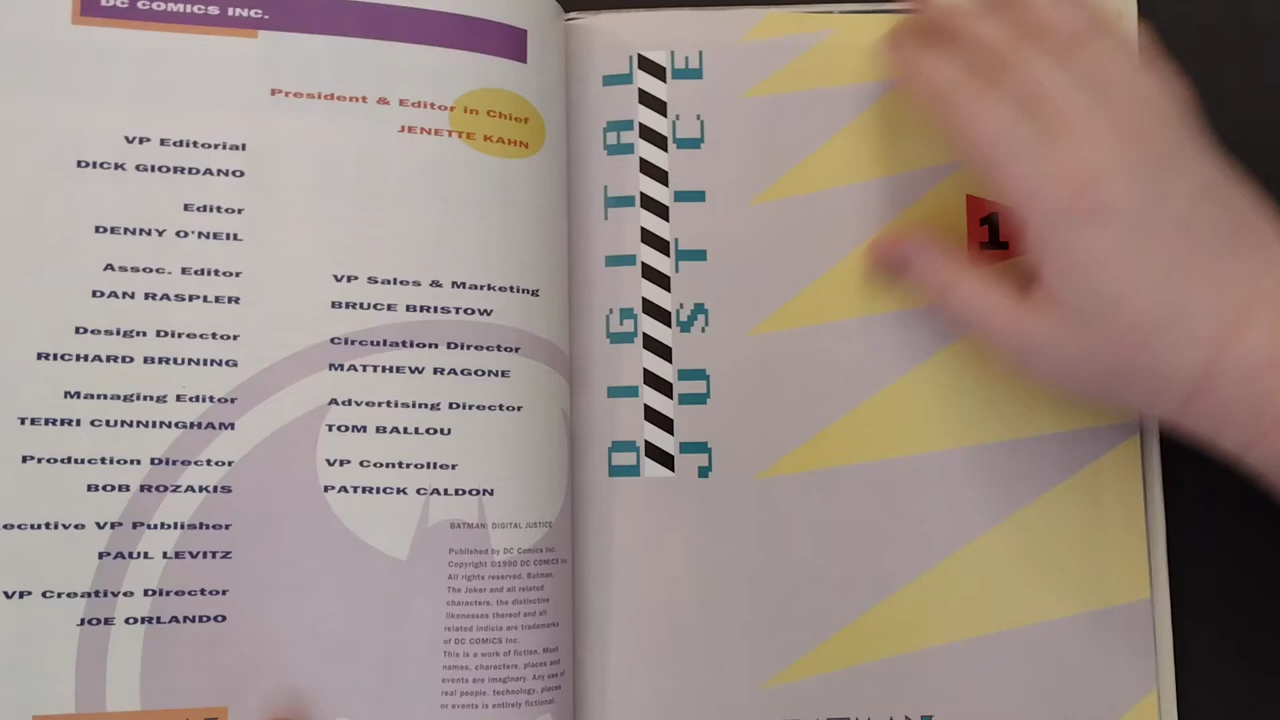 DC COMICS INC.
President & Editor in Chief
JENETTE KAHN
VP Editorial
DICK GIORDANO
Editor
DENNY O'NEIL
Assoc. Editor
DAN RASPLER
Design Director
RICHARD BRUNING
Managing Editor
TERRI CUNNINGHAM
Production Director
BOB ROZAKIS
ecutive VP Publisher
PAUL LEVITZ
VP Creative Director
JOE ORLANDO
VP Sales & Marketing
BRUCE BRISTOW
Circulation Director
MATTHEW RAGONE
Advertising Director
TOM BALLOU
VP Controller
PATRICK CALDON
BATMAN: DIGITAL JUSTICE
Published by DC Comics Inc.
Copyright ©1990 DC COMICS Inc
All rights reserved. Batman,
The Joker and all related
characters, the distinctive
likenesses thereof and all
related indicia are trademarks
of DC COMICS Inc.
This is a work of fiction. Most
names, characters, places and
events are imaginary. Any use of
real people, technology, places
or events is entirely fictional.
DIGITAL
JUSTICE
1